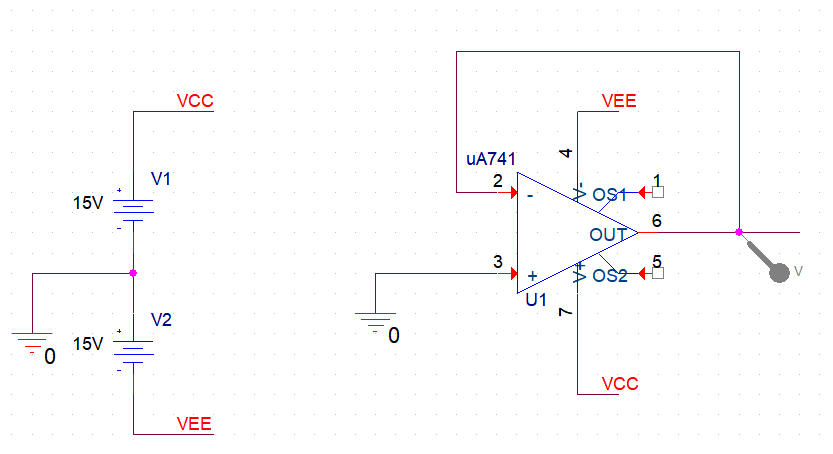 VCC
+
V1
15V
-
+
V2
15V
-
0
VEE
VEE
4
uA741
2
-
V-
OS1
1
6
OUT
V
3
+
V+
OS2
5
U1
7
0
VCC